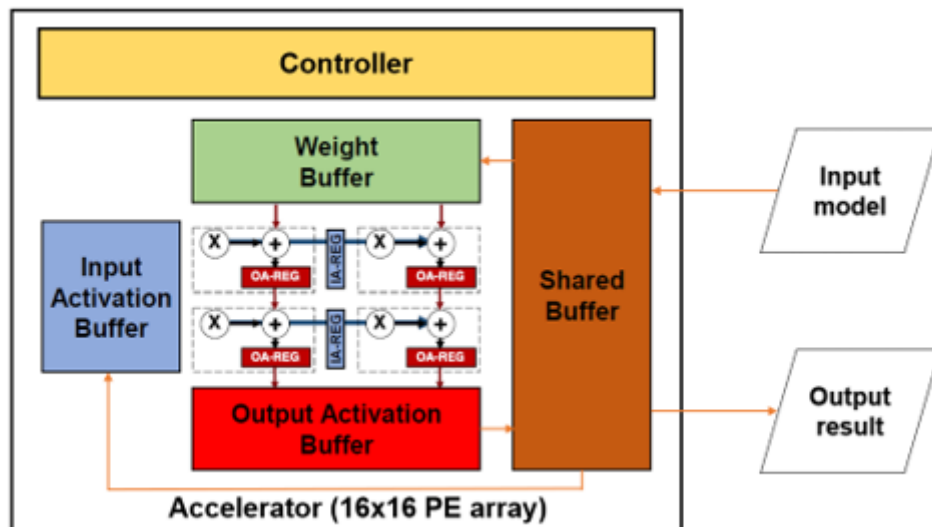 Controller
Weight
Buffer
Input
Activation
Buffer
X
+
IA-REG
X
+
OA-REG
OA-REG
X
+
IA-REG
X
+
OA-REG
OA-REG
Output Activation
Buffer
Shared
Buffer
Accelerator (16x16 PE array)
Input
model
Output
result